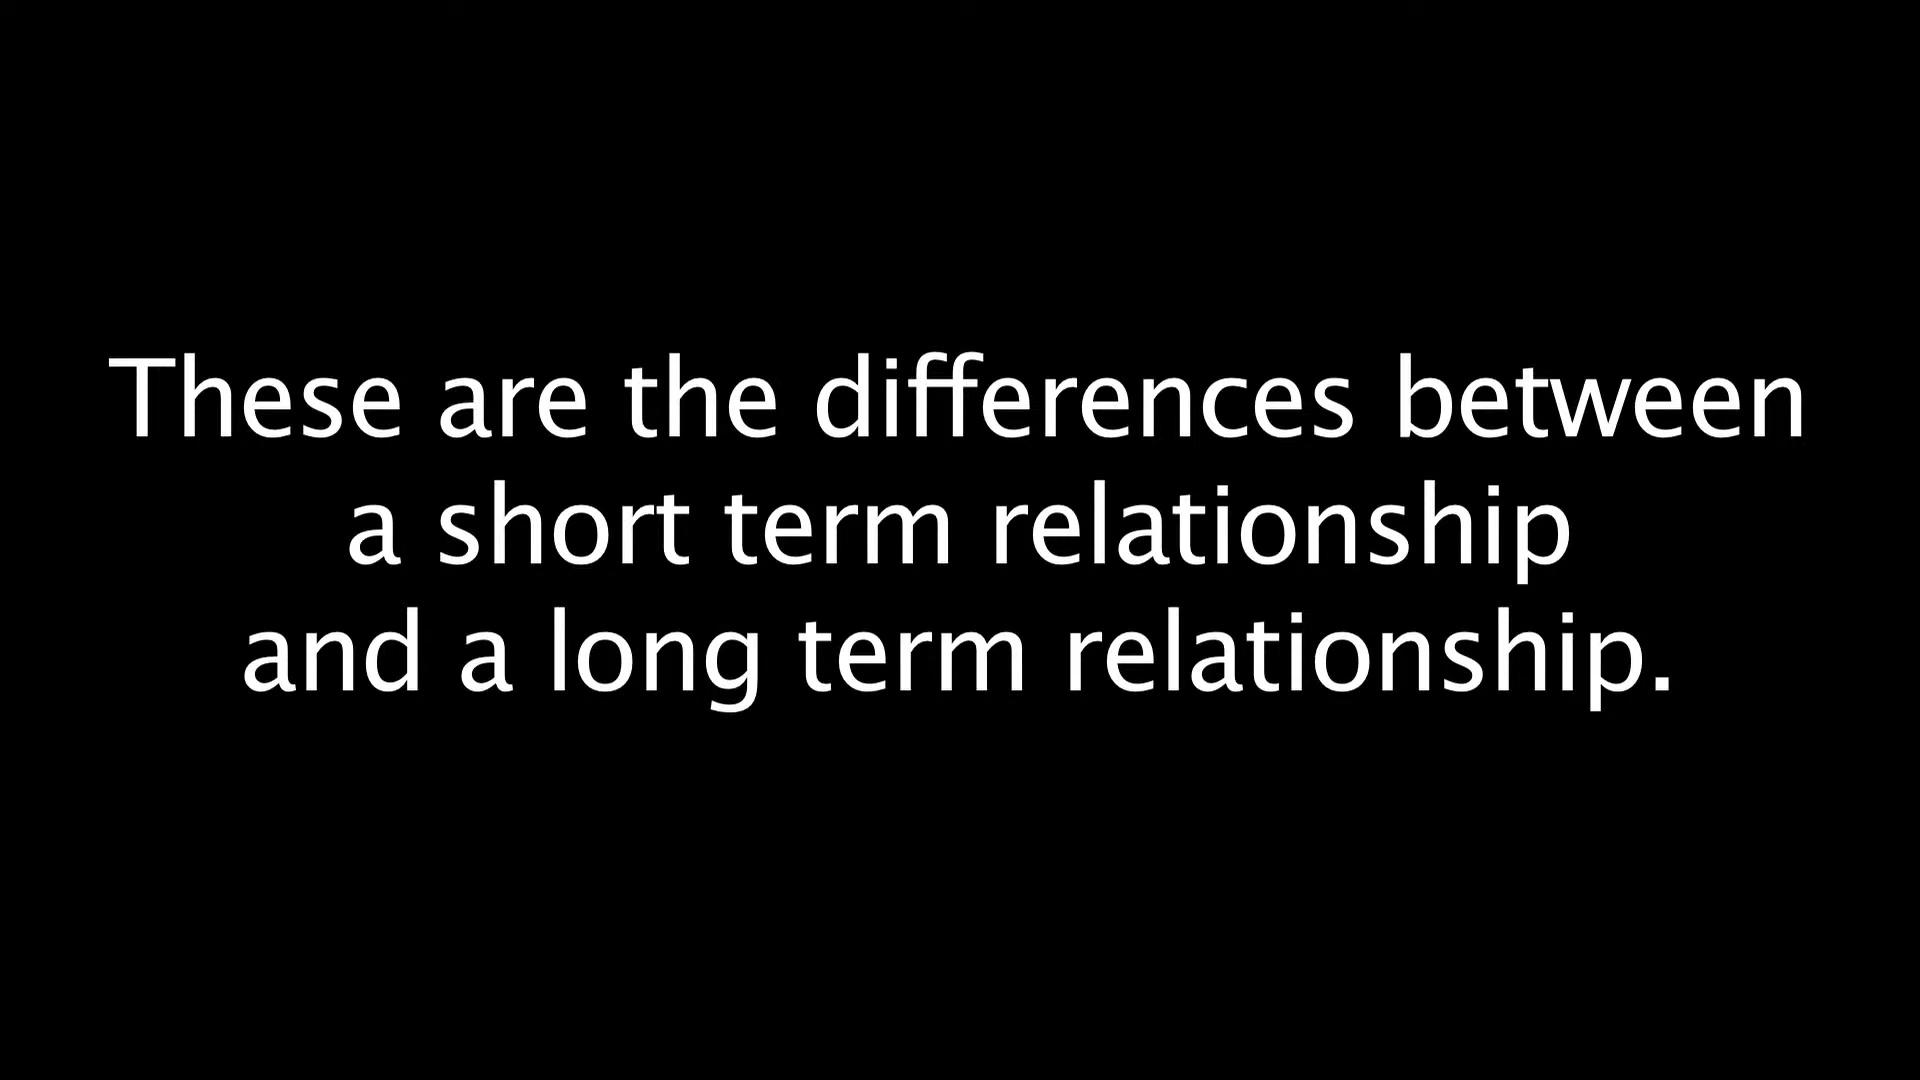 These are the differences between
a short term relationship
and a long term relationship.